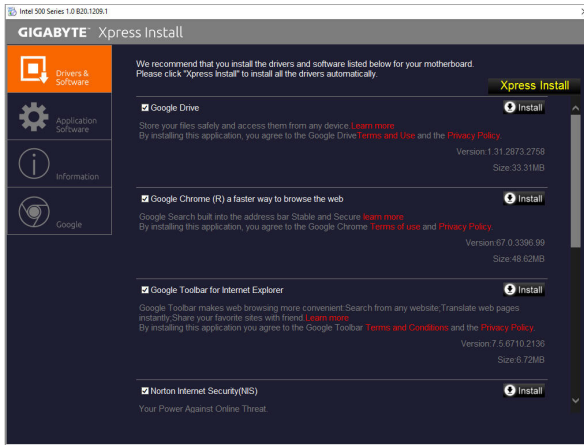 Intel 500 Series 1.0 B20.1209.1
GIGABYTE™ Xpress Install
Drivers &
Software
Application
Software
Information
Google
We recommend that you install the drivers and software listed below for your motherboard.
Please click "Xpress Install" to install all the drivers automatically.
Xpress Install
Google Drive
Install
Store your files safely and access them from any device.Learn more
By installing this application, you agree to the Google DriveTerms and Use and the Privacy Policy.
Version:1.31.2873.2758
Size:33.31MB
Google Chrome (R) a faster way to browse the web
Install
Google Search built into the address bar Stable and Secure learn more
By installing this application, you agree to the Google Chrome Terms of use and Privacy Policy.
Version:67.0.3396.99
Size:48.62MB
Google Toolbar for Internet Explorer
Install
Google Toolbar makes web browsing more convenient:Search from any website;Translate web pages
instantly;Share your favorite sites with friend.Learn more
By installing this application you agree to the Google Toolbar Terms and Conditions and the Privacy Policy.
Version:7.5.6710.2136
Size:6.72MB
Norton Internet Security(NIS)
Install
Your Power Against Online Threat.